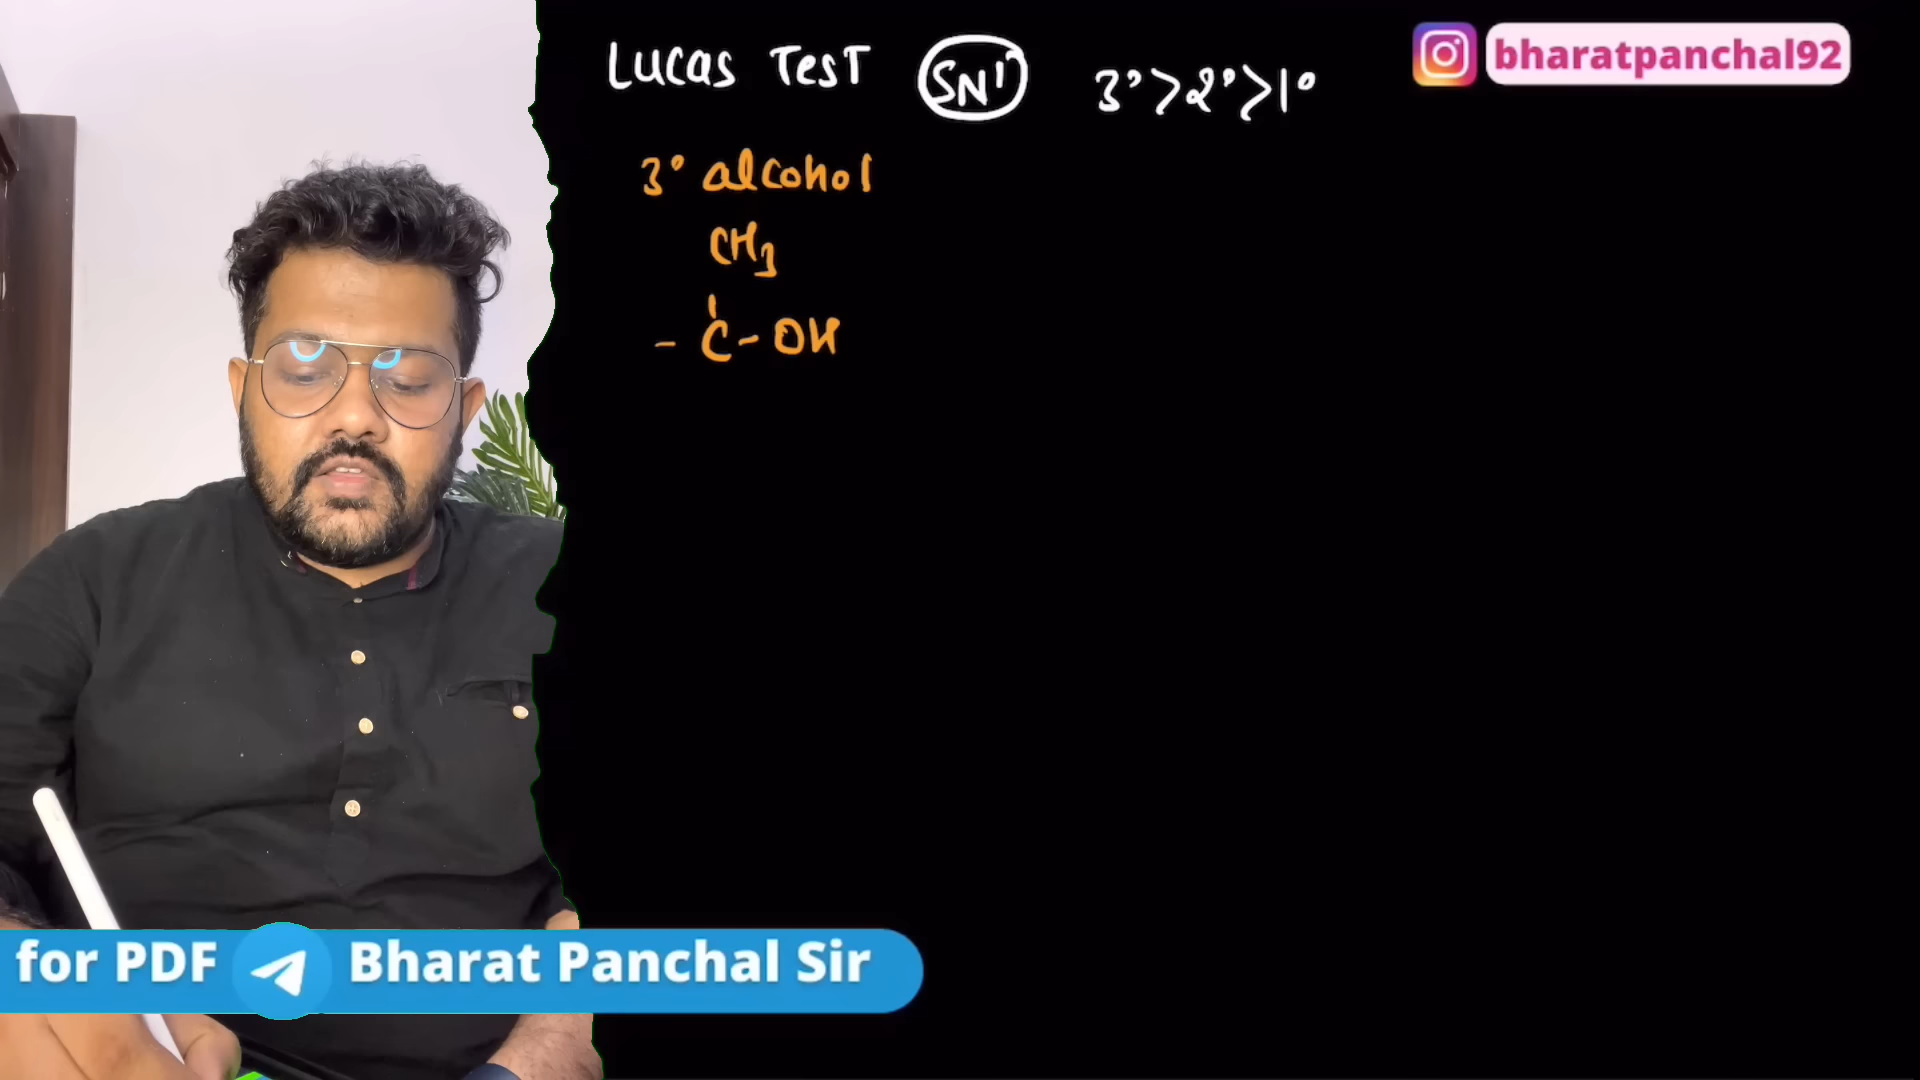 LUCAS TEST SN1 3°>2°>1°
bharatpanchal92
3° alcohol
CH3
- C - OH
for PDF Bharat Panchal Sir